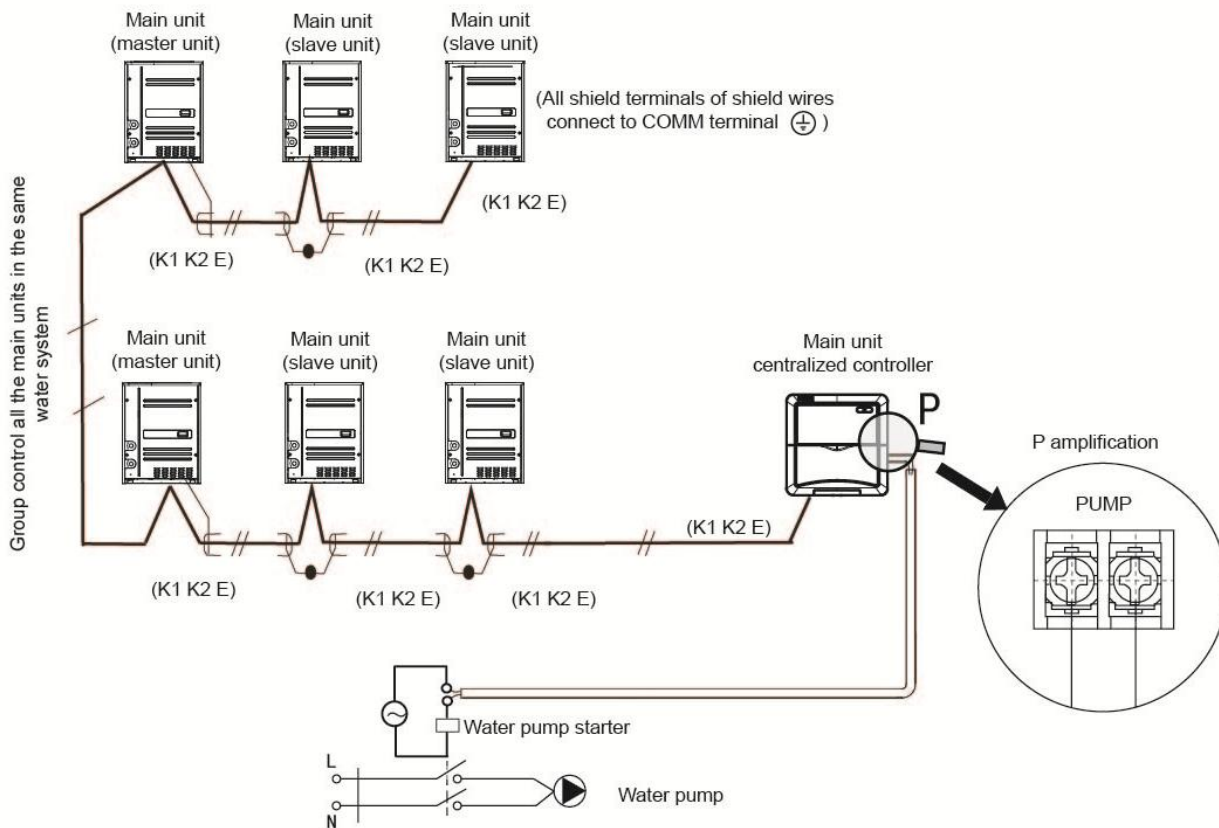 Main unit
(master unit)
Main unit
(slave unit)
Main unit
(slave unit)
(All shield terminals of shield wires
connect to COMM terminal )
(K1 K2 E)
(K1 K2 E)
(K1 K2 E)
Group control all the main units in the same
water system
Main unit
(master unit)
Main unit
(slave unit)
Main unit
(slave unit)
Main unit
centralized controller
P
P amplification
PUMP
(K1 K2 E)
(K1 K2 E)
(K1 K2 E)
(K1 K2 E)
Water pump starter
L
N
Water pump